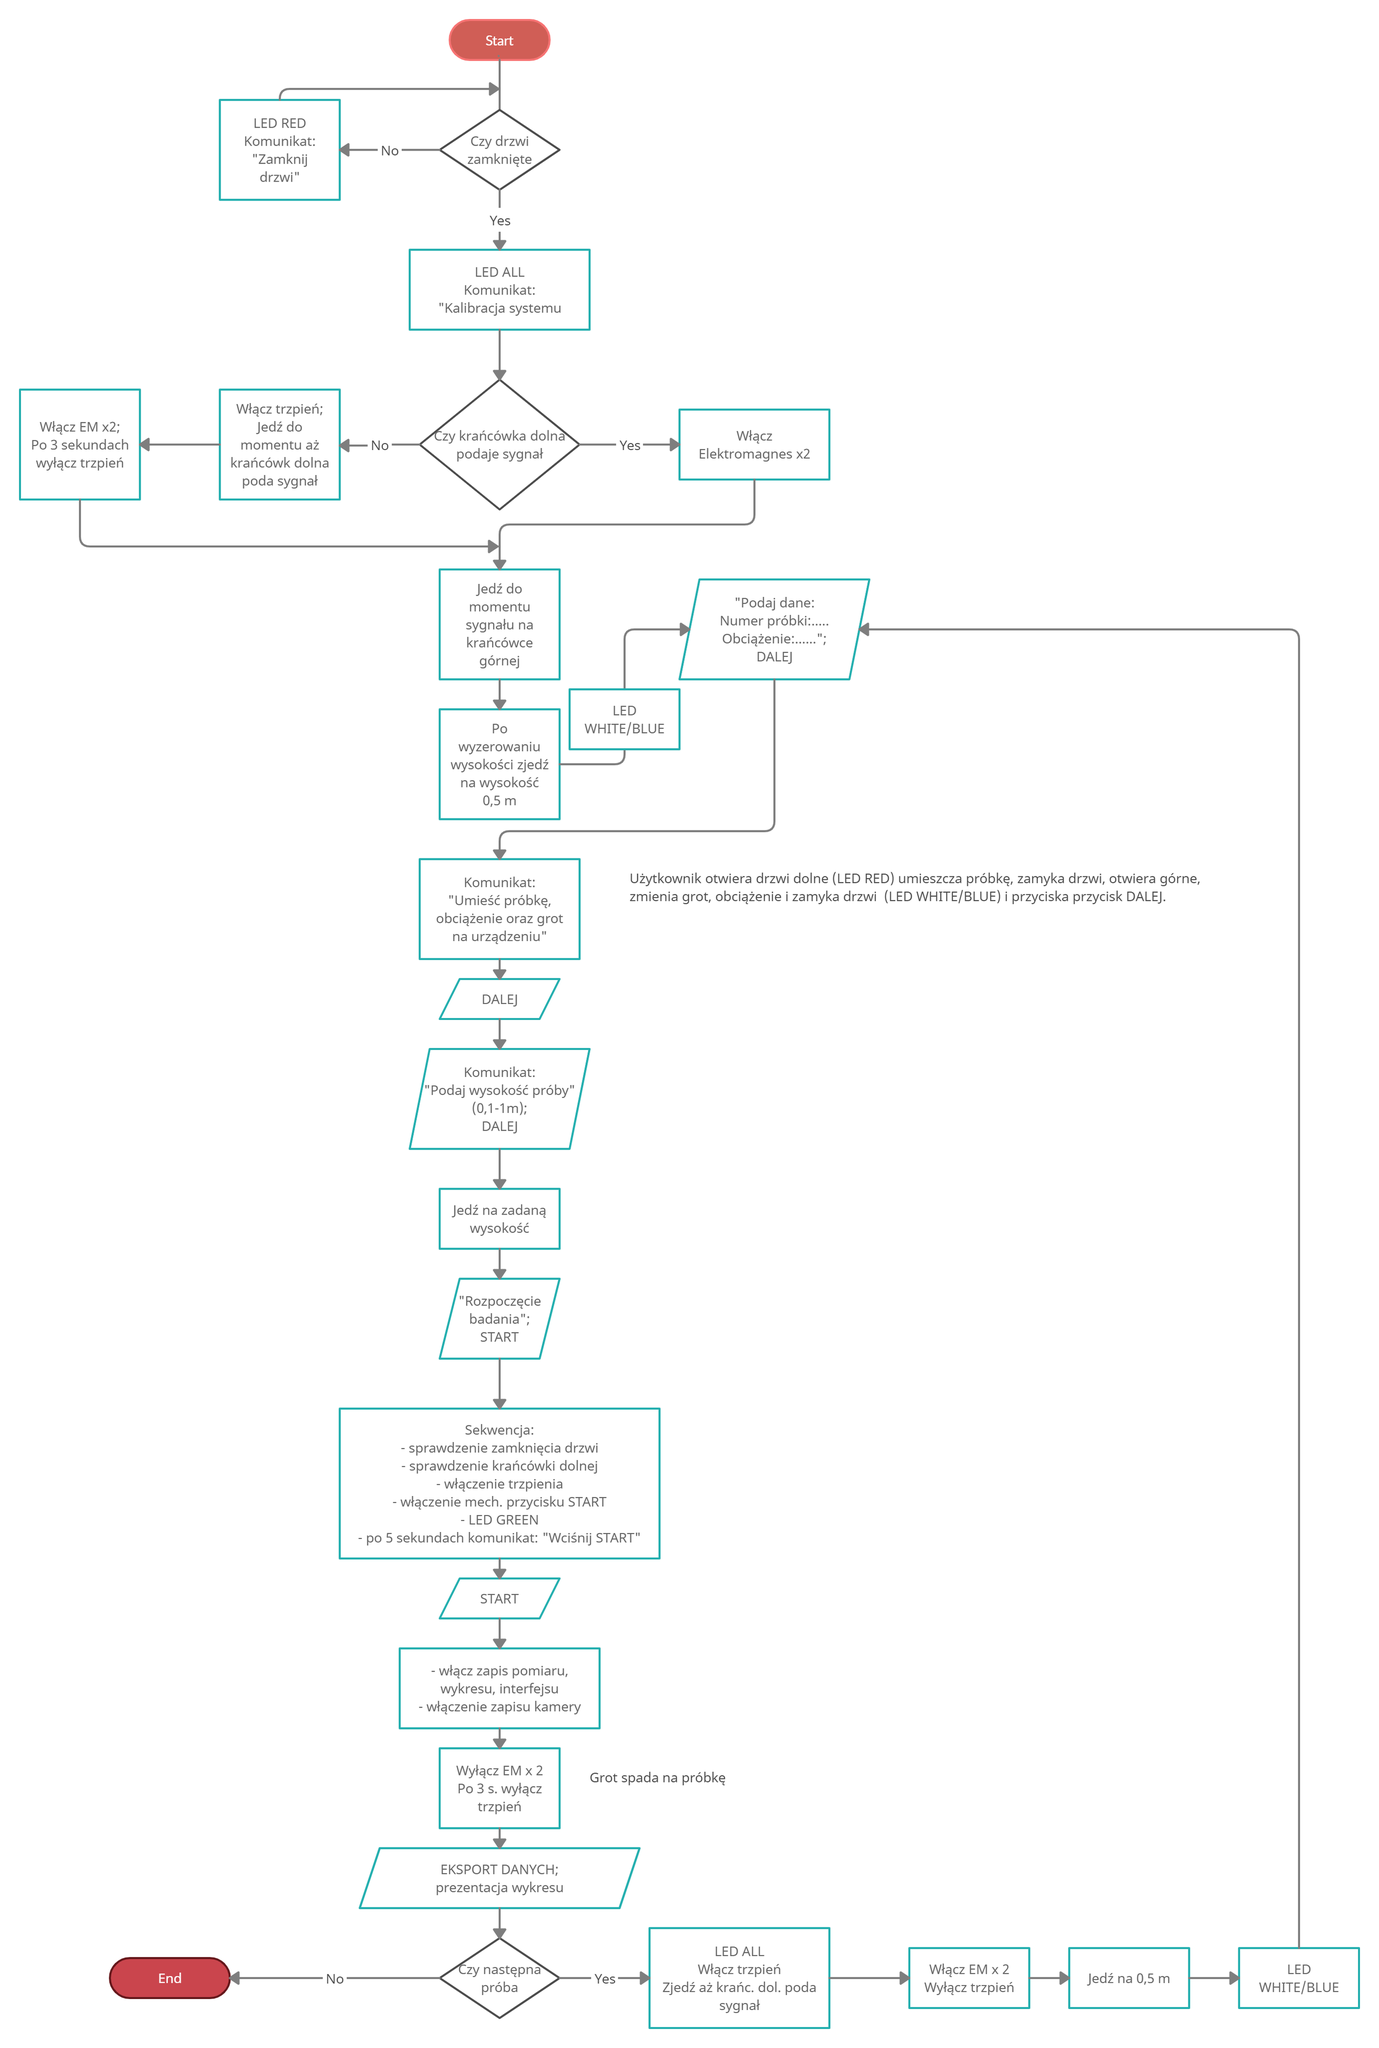 Start
LED RED
Komunikat:
"Zamknij
drzwi"
No
Czy drzwi
zamknięte
Yes
LED ALL
Komunikat:
"Kalibracja systemu
Włącz EM x2;
Po 3 sekundach
wyłącz trzpień
Włącz trzpień;
Jedź do
momentu aż
krańcówk dolna
poda sygnał
No
Czy krańcówka dolna
podaje sygnał
Yes
Włącz
Elektromagnes x2
Jedź do
momentu
sygnału na
krańcówce
górnej
"Podaj dane:
Numer próbki:.....
Obciążenie:......";
DALEJ
LED
WHITE/BLUE
Po
wyzerowaniu
wysokości zjedź
na wysokość
0,5 m
Komunikat:
"Umieść próbkę,
obciążenie oraz grot
na urządzeniu"
Użytkownik otwiera drzwi dolne (LED RED) umieszcza próbkę, zamyka drzwi, otwiera górne,
zmienia grot, obciążenie i zamyka drzwi  (LED WHITE/BLUE) i przyciska przycisk DALEJ.
DALEJ
Komunikat:
"Podaj wysokość próby"
(0,1-1m);
DALEJ
Jedź na zadaną
wysokość
"Rozpoczęcie
badania";
START
Sekwencja:
- sprawdzenie zamknięcia drzwi
- sprawdzenie krańcówki dolnej
- włączenie trzpienia
- włączenie mech. przycisku START
- LED GREEN
- po 5 sekundach komunikat: "Wciśnij START"
START
- włącz zapis pomiaru,
wykresu, interfejsu
- włączenie zapisu kamery
Wyłącz EM x 2
Po 3 s. wyłącz
trzpień
Grot spada na próbkę
EKSPORT DANYCH;
prezentacja wykresu
End
No
Czy następna
próba
Yes
LED ALL
Włącz trzpień
Zjedź aż krańc. dol. poda
sygnał
Włącz EM x 2
Wyłącz trzpień
Jedź na 0,5 m
LED
WHITE/BLUE